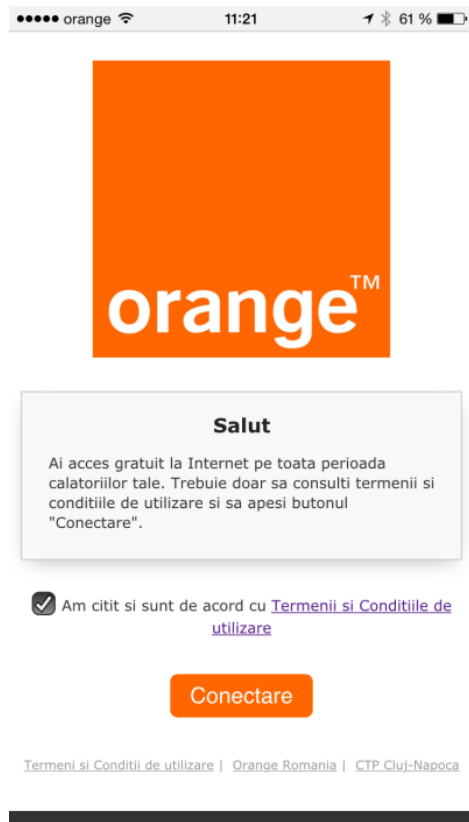 orange 11:21 61 %
orange™
Salut
Ai acces gratuit la Internet pe toata perioada
calatoriilor tale. Trebuie doar sa consulti termenii si
conditiile de utilizare si sa apesi butonul
"Conectare".
Am citit si sunt de acord cu Termenii si Conditiile de
utilizare
Conectare
Termeni si Conditii de utilizare | Orange Romania | CTP Cluj-Napoca